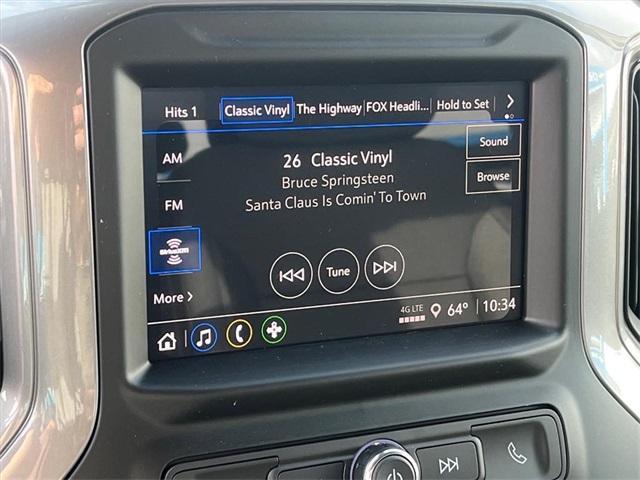 Hits 1 Classic Vinyl The Highway FOX Headli... Hold to Set
AM
26 Classic Vinyl
Sound
Bruce Springsteen
Browse
Santa Claus Is Comin' To Town
FM
SiriusXM
Tune
More
4G LTE 64° 10:34